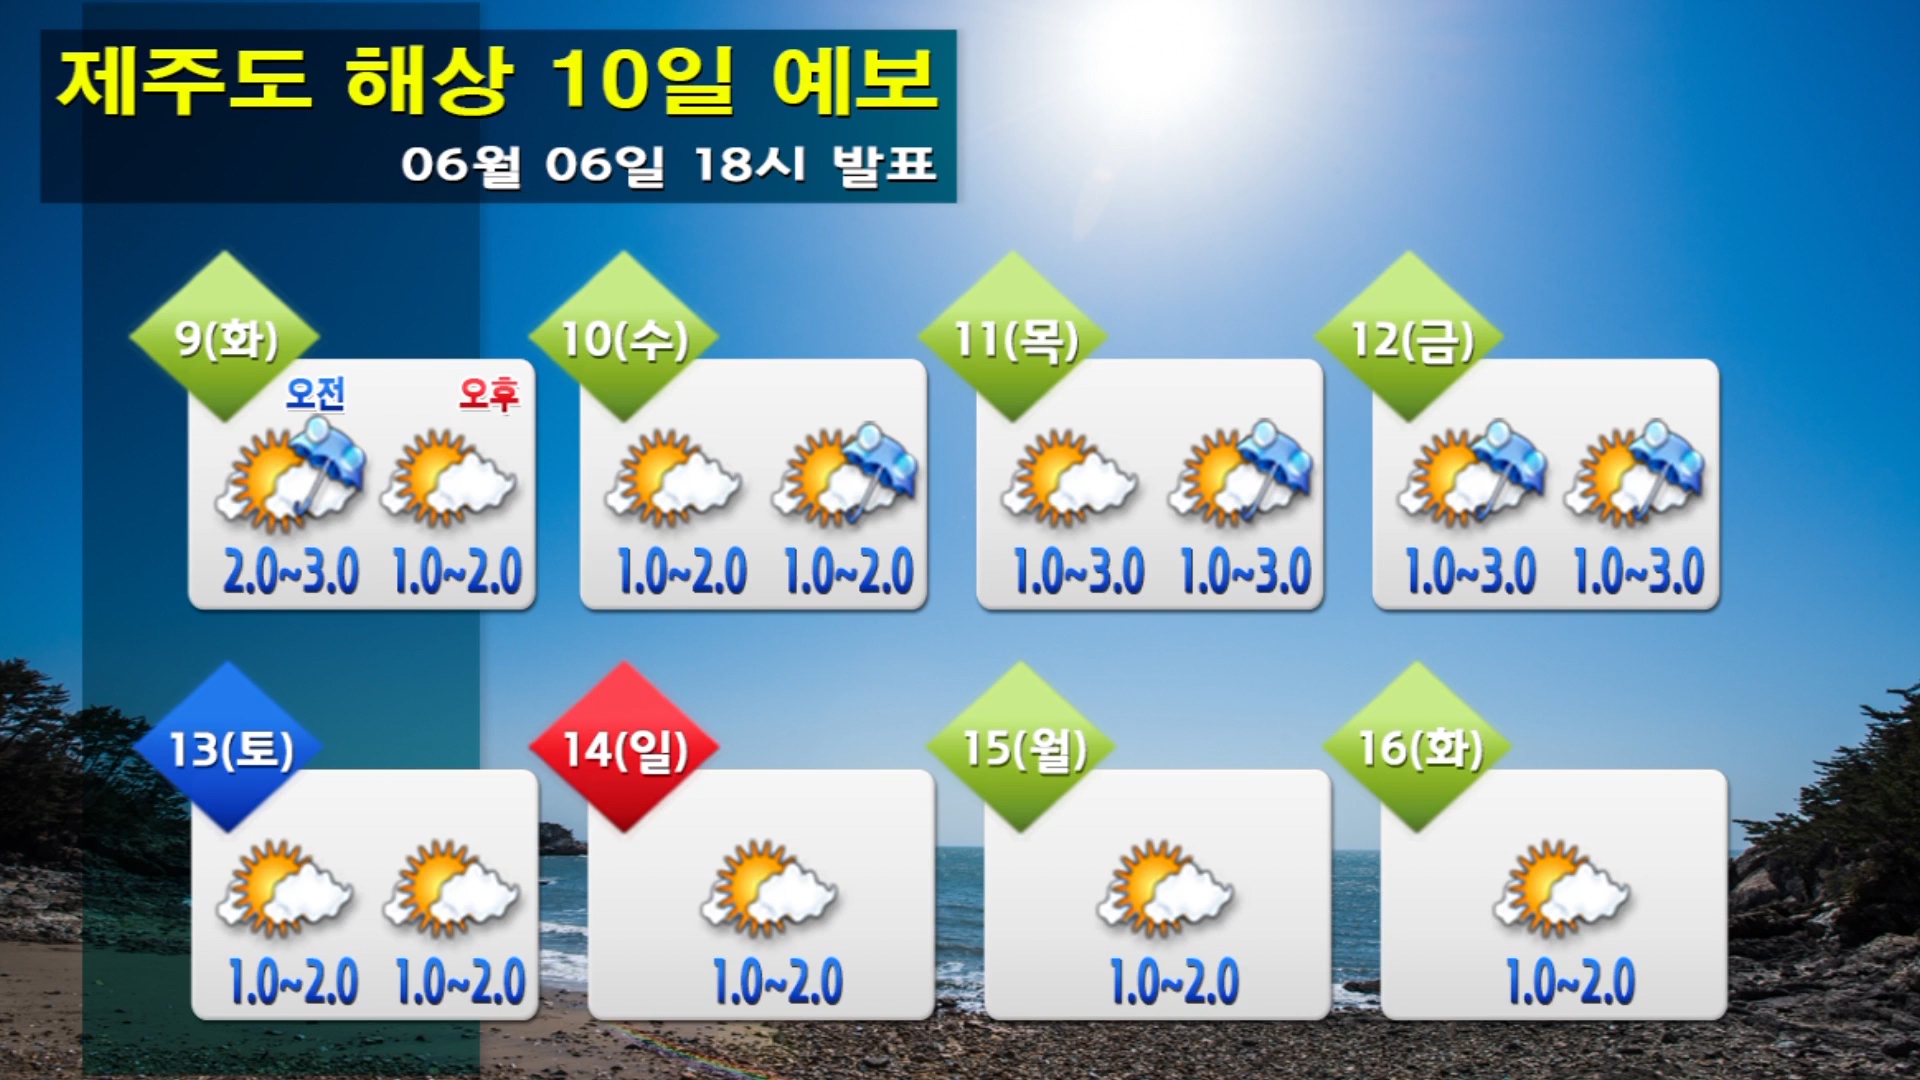 제주도 해상 10일 예보
06월 06일 18시 발표
9(화) 10(수) 11(목) 12(금)
오전 오후
2.0~3.0 1.0~2.0 1.0~2.0 1.0~2.0 1.0~3.0 1.0~3.0 1.0~3.0 1.0~3.0
13(토) 14(일) 15(월) 16(화)
1.0~2.0 1.0~2.0 1.0~2.0 1.0~2.0 1.0~2.0